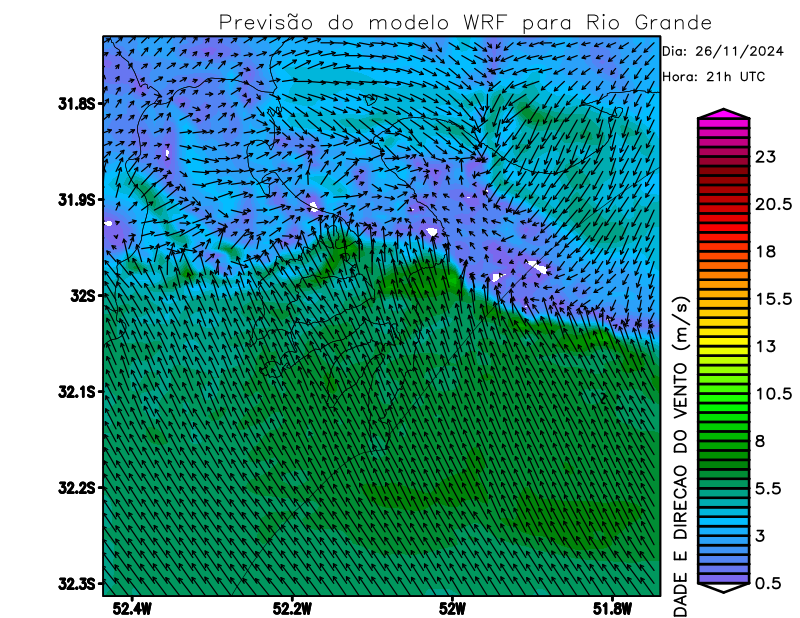 Previsão do modelo WRF para Rio Grande
Dia: 26/11/2024
Hora: 21h UTC
31.8S
31.9S
32S
32.1S
32.2S
32.3S
52.4W
52.2W
52W
51.8W
23
20.5
18
15.5
13
10.5
8
5.5
3
0.5
DADE E DIRECAO DO VENTO (m/s)